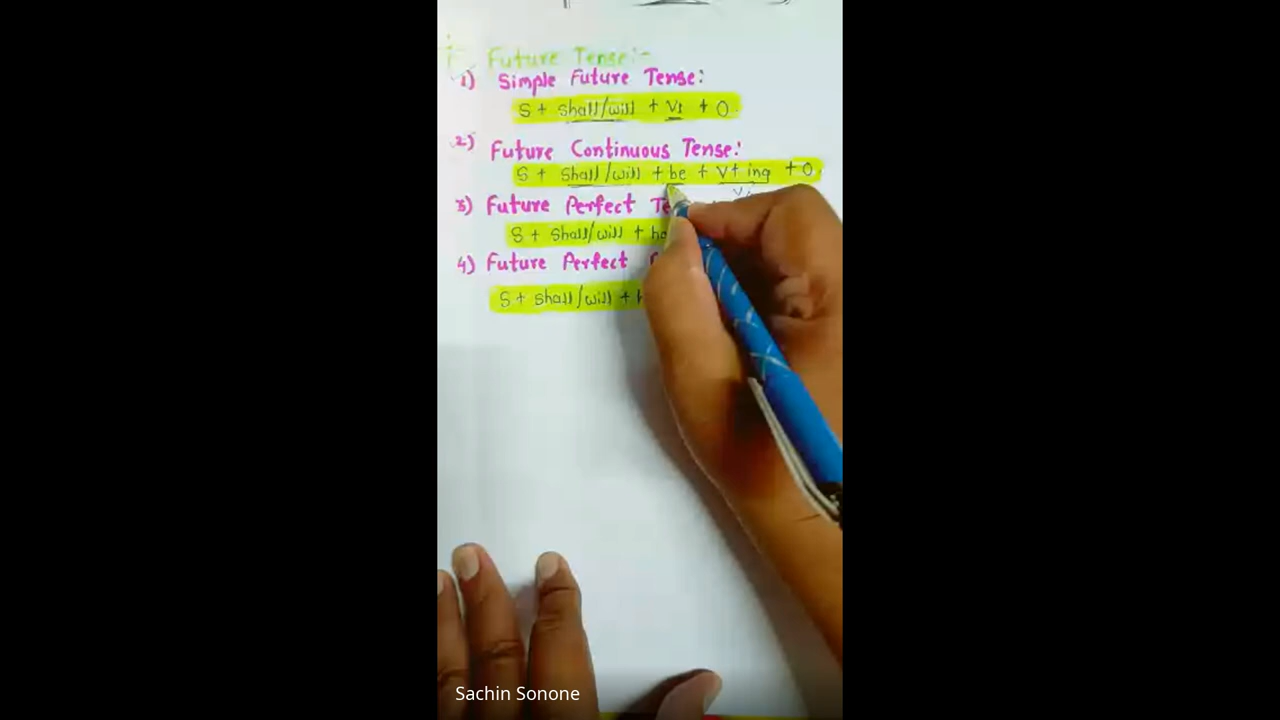 Future Tense:-
1) Simple Future Tense:
S + Shall/will + V1 + O.
2) Future Continuous Tense:
S + Shall/will + be + V+ ing + O.
3) Future Perfect
S + Shall/will +
4) Future Perfect
S + Shall/will +
Sachin Sonone